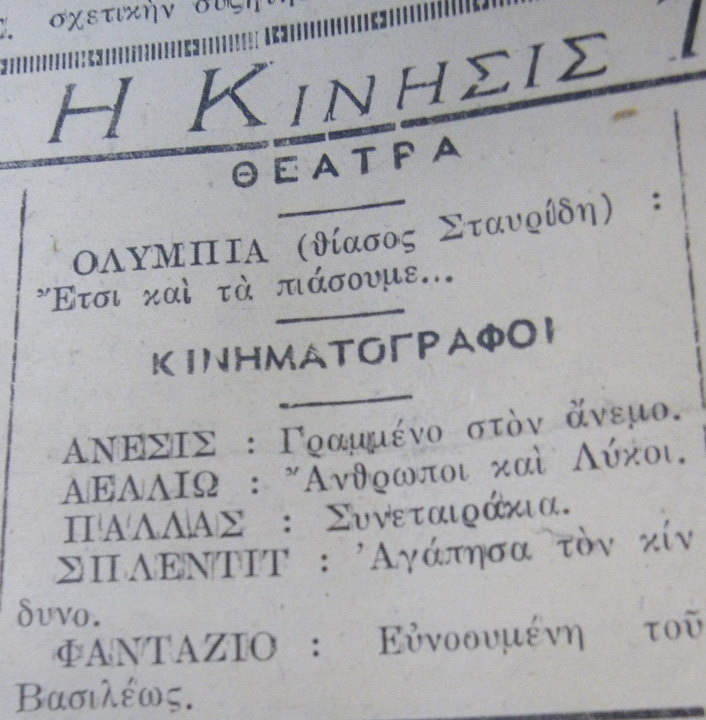 σχετικὴν
Η ΚΙΝΗΣΙΣ
ΘΕΑΤΡΑ
ΟΛΥΜΠΙΑ (θίασος Σταυρίδη) :
Ἔτσι καὶ τὰ πιάσουμε...
ΚΙΝΗΜΑΤΟΓΡΑΦΟΙ
ΑΝΕΣΙΣ : Γραμμένο στὸν ἄνεμο.
ΑΕΛΛΙΩ : Ἄνθρωποι καὶ Λύκοι.
ΠΑΛΛΑΣ : Συνεταιράκια.
ΣΠΛΕΝΤΙΤ : Ἀγάπησα τὸν κίν
δυνο.
ΦΑΝΤΑΖΙΟ : Εὐνοουμένη τοῦ
Βασιλέως.